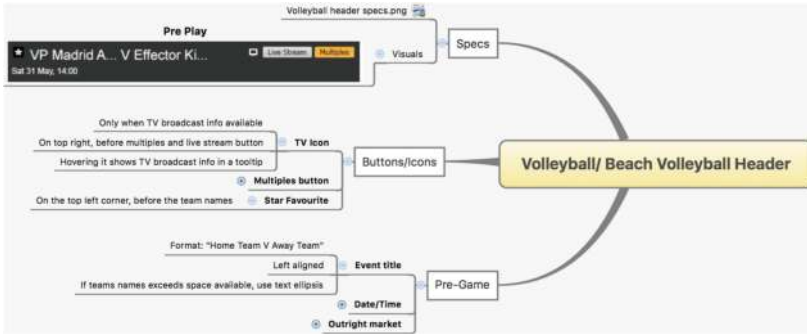 Volleyball header specs.png
Pre Play
VP Madrid A... V Effector Ki...
Live Stream
Multiples
Sat 31 May, 14:00
Visuals
Specs
Only when TV broadcast info available
On top right, before multiples and live stream button
Hovering it shows TV broadcast info in a tooltip
TV Icon
Multiples button
On the top left corner, before the team names
Star Favourite
Buttons/Icons
Volleyball/ Beach Volleyball Header
Format: "Home Team V Away Team"
Left aligned
If teams names exceeds space available, use text ellipsis
Event title
Date/Time
Outright market
Pre-Game